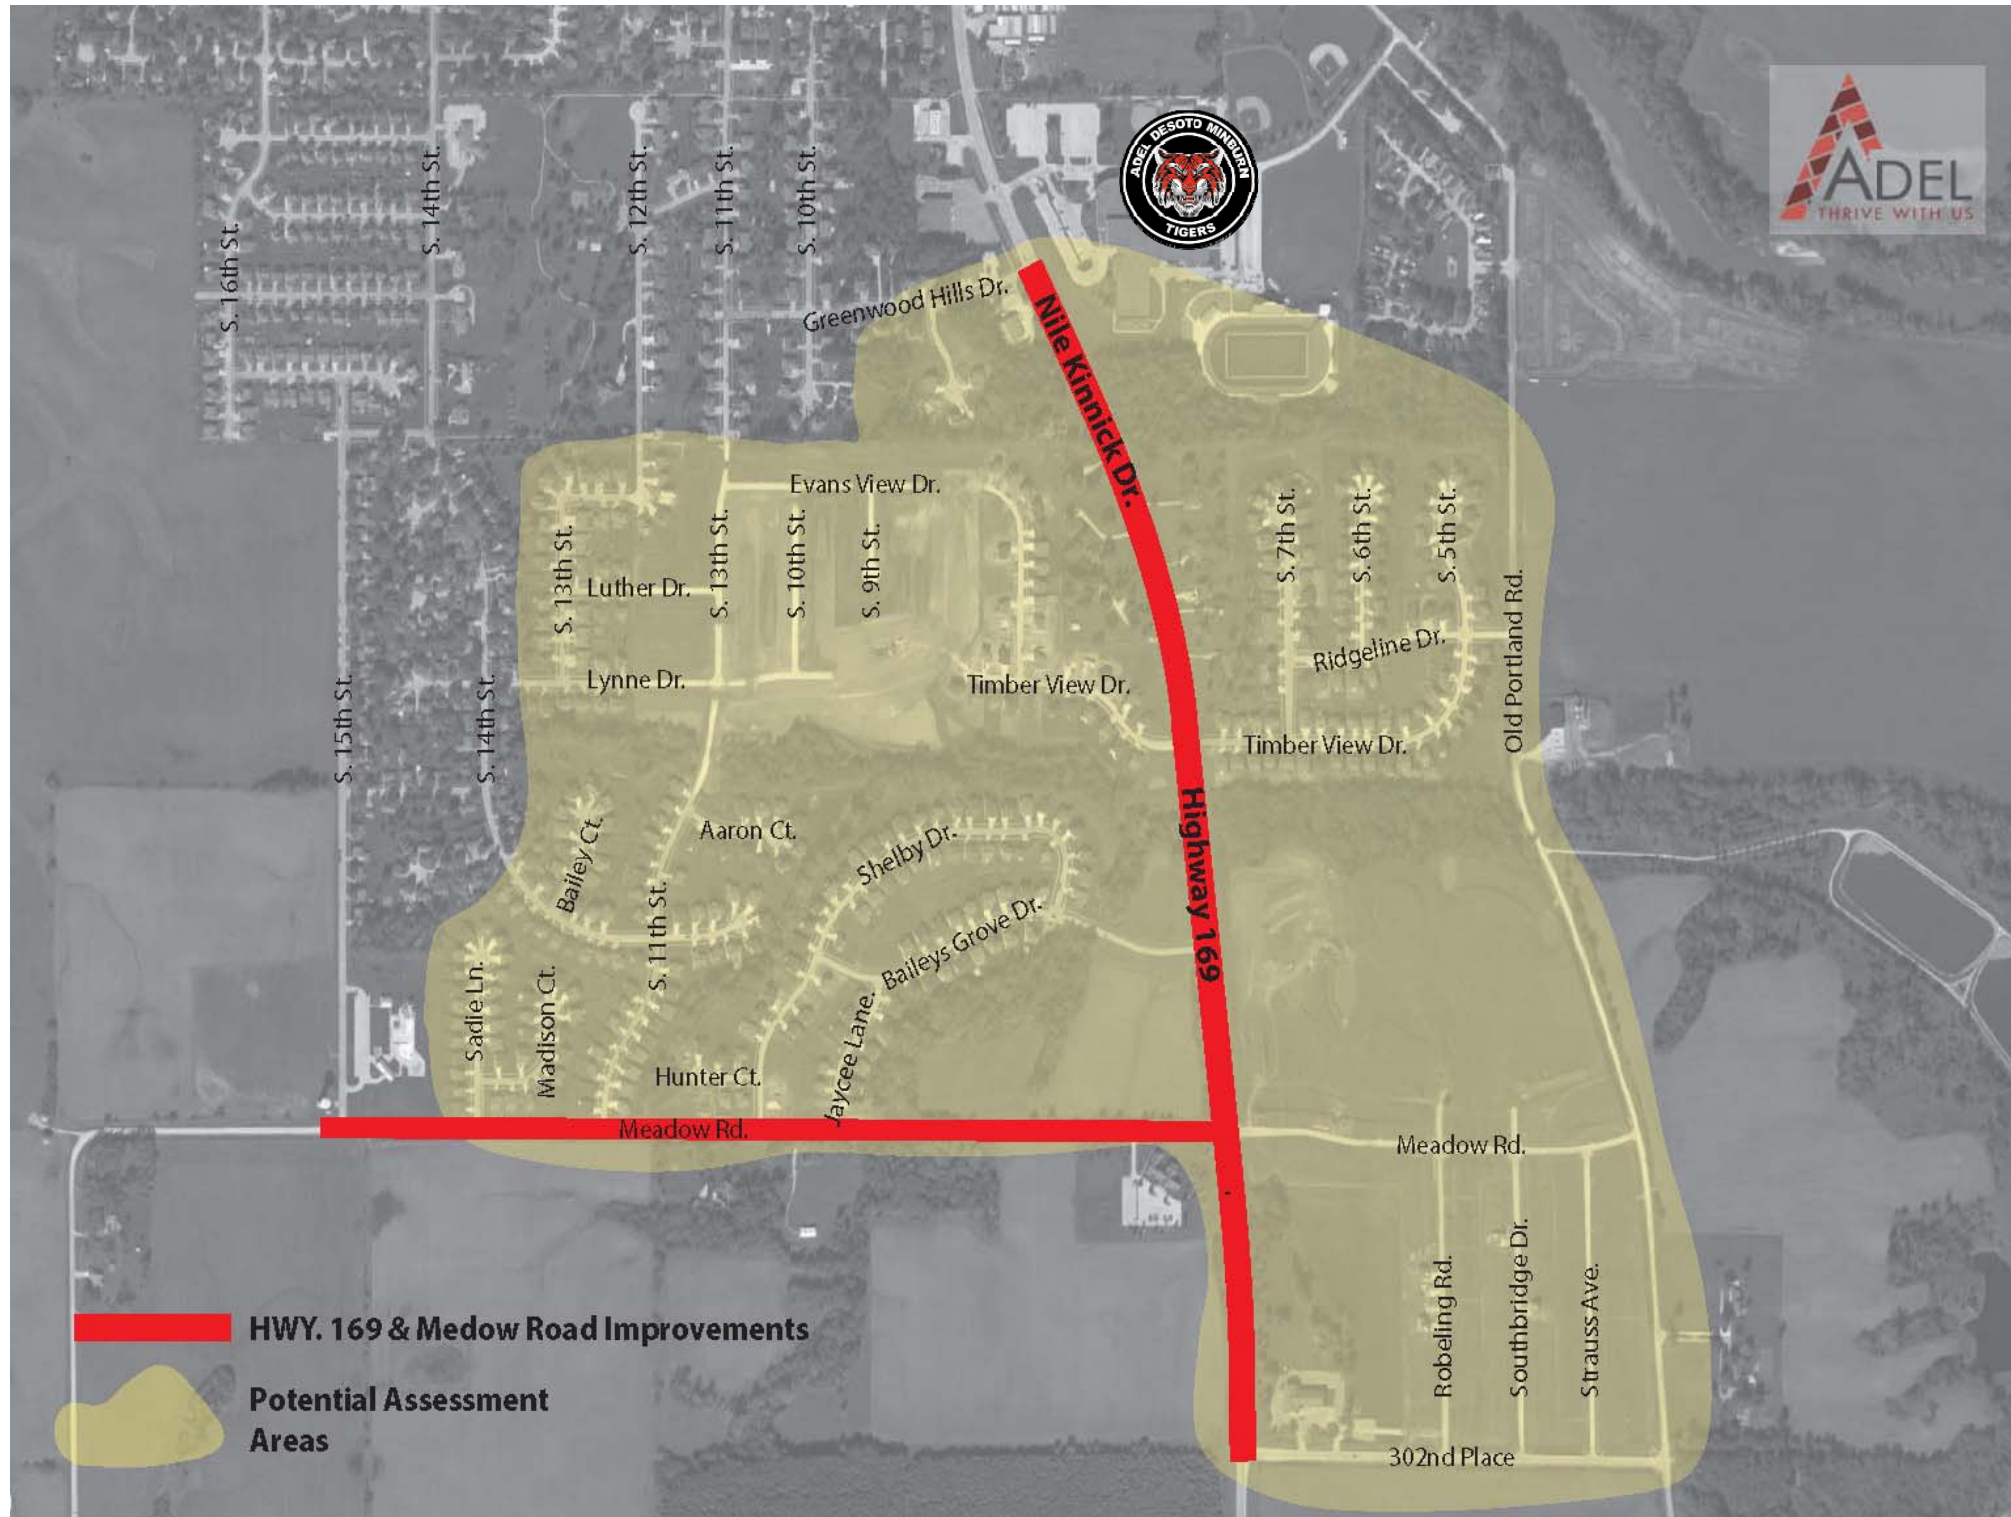 ADEL DESOTO MINBURN
TIGERS
ADEL
THRIVE WITH US
S. 16th St.
S. 14th St.
S. 12th St.
S. 11th St.
S. 10th St.
Greenwood Hills Dr.
Nile Kinnick Dr.
Evans View Dr.
S. 13th St.
Luther Dr.
S. 13th St.
S. 10th St.
S. 9th St.
S. 7th St.
S. 6th St.
S. 5th St.
Ridgeline Dr.
Old Portland Rd.
Lynne Dr.
Timber View Dr.
Timber View Dr.
S. 15th St.
S. 14th St.
Bailey Ct.
Aaron Ct.
Shelby Dr.
Highway 169
S. 11th St.
Baileys Grove Dr.
Sadie Ln.
Madison Ct.
Hunter Ct.
Jaycee Lane.
Meadow Rd.
Meadow Rd.
Robeling Rd.
Southbridge Dr.
Strauss Ave.
302nd Place
HWY. 169 & Medow Road Improvements
Potential Assessment
Areas